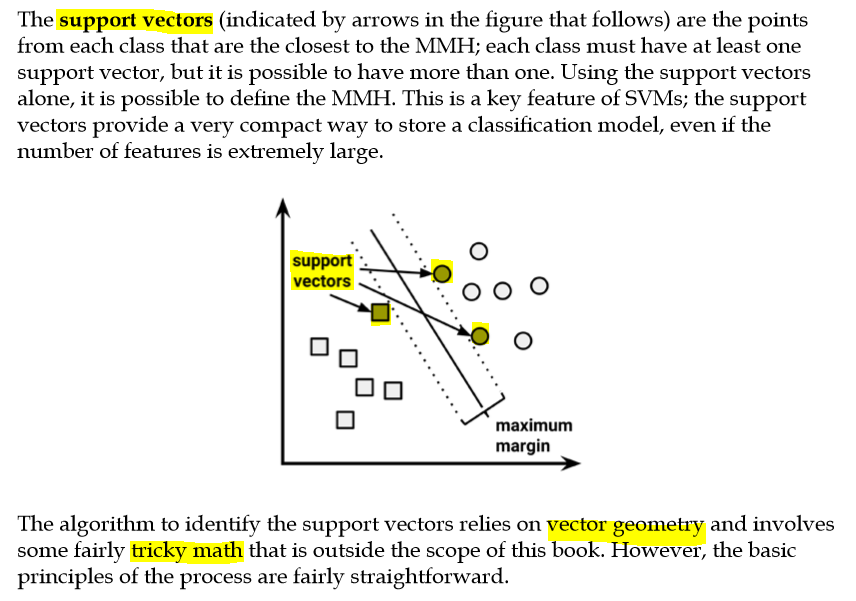 The support vectors (indicated by arrows in the figure that follows) are the points
from each class that are the closest to the MMH; each class must have at least one
support vector, but it is possible to have more than one. Using the support vectors
alone, it is possible to define the MMH. This is a key feature of SVMs; the support
vectors provide a very compact way to store a classification model, even if the
number of features is extremely large.
support
vectors
maximum
margin
The algorithm to identify the support vectors relies on vector geometry and involves
some fairly tricky math that is outside the scope of this book. However, the basic
principles of the process are fairly straightforward.